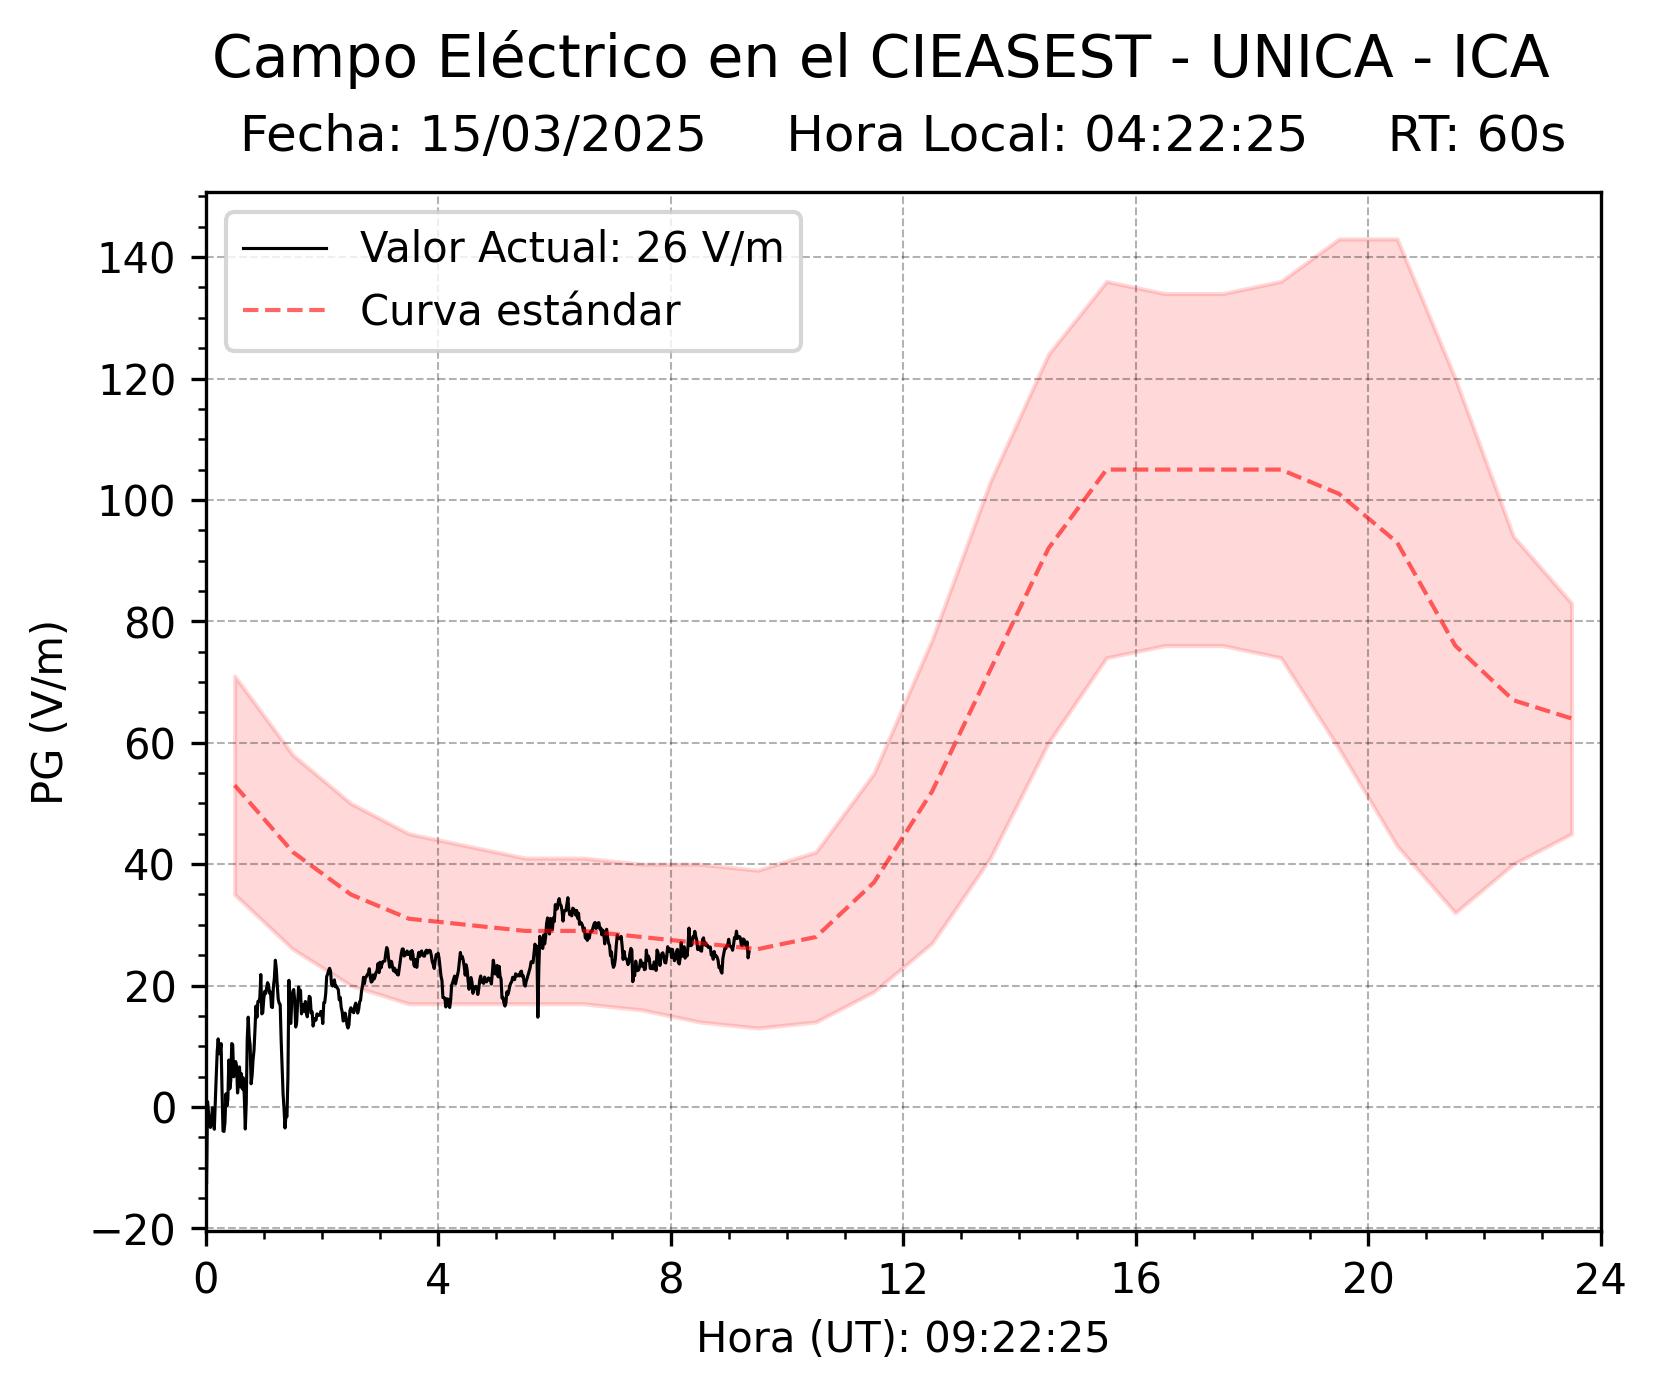 Campo Eléctrico en el CIEASEST - UNICA - ICA
Fecha: 15/03/2025 Hora Local: 04:22:25 RT: 60s
Valor Actual: 26 V/m
Curva estándar
140
120
100
80
60
40
20
0
−20
PG (V/m)
0 4 8 12 16 20 24
Hora (UT): 09:22:25